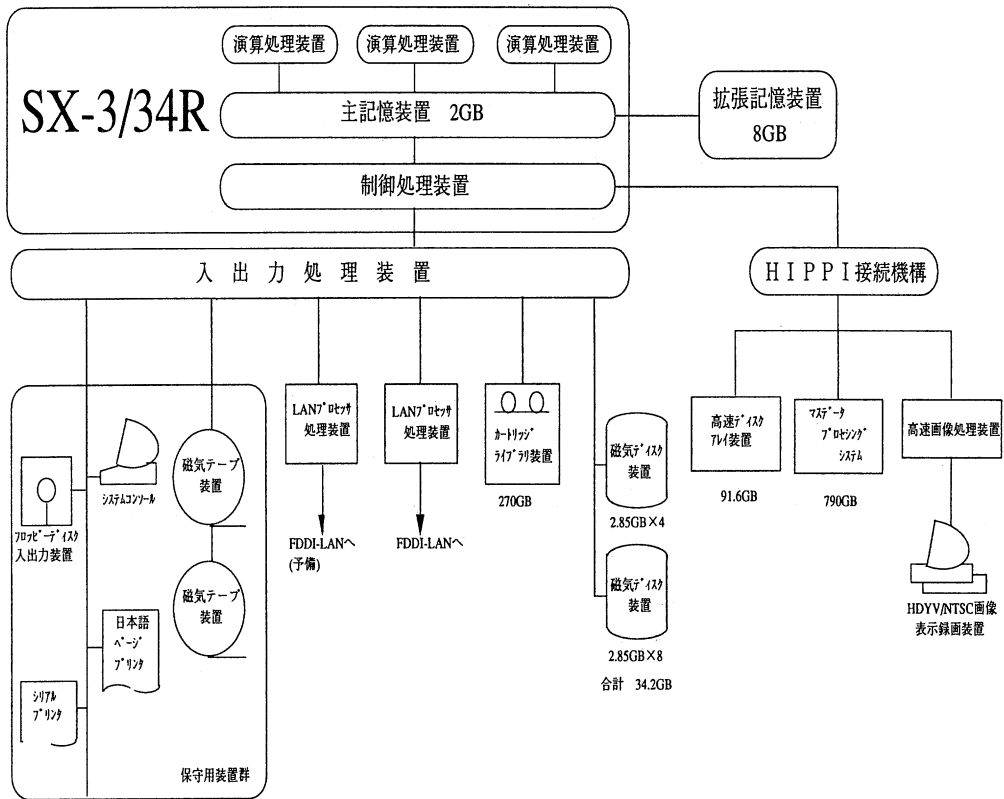 演算処理装置
演算処理装置
演算処理装置
SX-3/34R
主記憶装置 2GB
拡張記憶装置
8GB
制御処理装置
入出力処理装置
HIPPI接続機構
LANﾌﾟﾛｾｯｻ
処理装置
LANﾌﾟﾛｾｯｻ
処理装置
ｶｰﾄﾘｯｼﾞ
ﾗｲﾌﾞﾗﾘ装置
270GB
磁気ディスク
装置
2.85GB×4
磁気ディスク
装置
2.85GB×8
合計 34.2GB
高速ディスク
アレイ装置
91.6GB
マスデータ
プロセシング
システム
790GB
高速画像処理装置
HDYV/NTSC画像
表示録画装置
FDDI-LANへ
(予備)
FDDI-LANへ
システムコンソール
磁気テープ
装置
磁気テープ
装置
フロッピーディスク
入出力装置
日本語
ページ
プリンタ
シリアル
プリンタ
保守用装置群